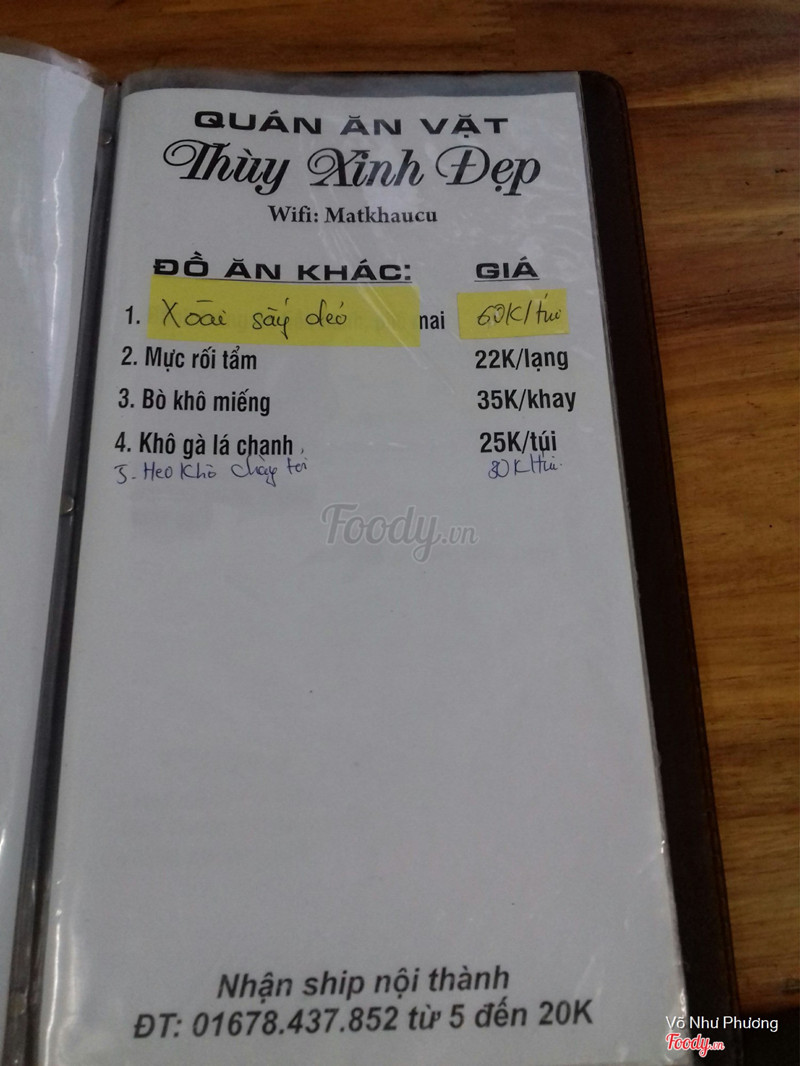 QUÁN ĂN VẶT
Thùy Xinh Đẹp
Wifi: Matkhaucu
ĐỒ ĂN KHÁC: GIÁ
1. Xoài sấy dẻo mai 60K/túi
2. Mực rối tẩm 22K/lạng
3. Bò khô miếng 35K/khay
4. Khô gà lá chanh 25K/túi
5. Heo khô cháy tỏi 30K/túi
Foody.vn
Nhận ship nội thành
ĐT: 01678.437.852 từ 5 đến 20K
Võ Như Phương
Foody.vn